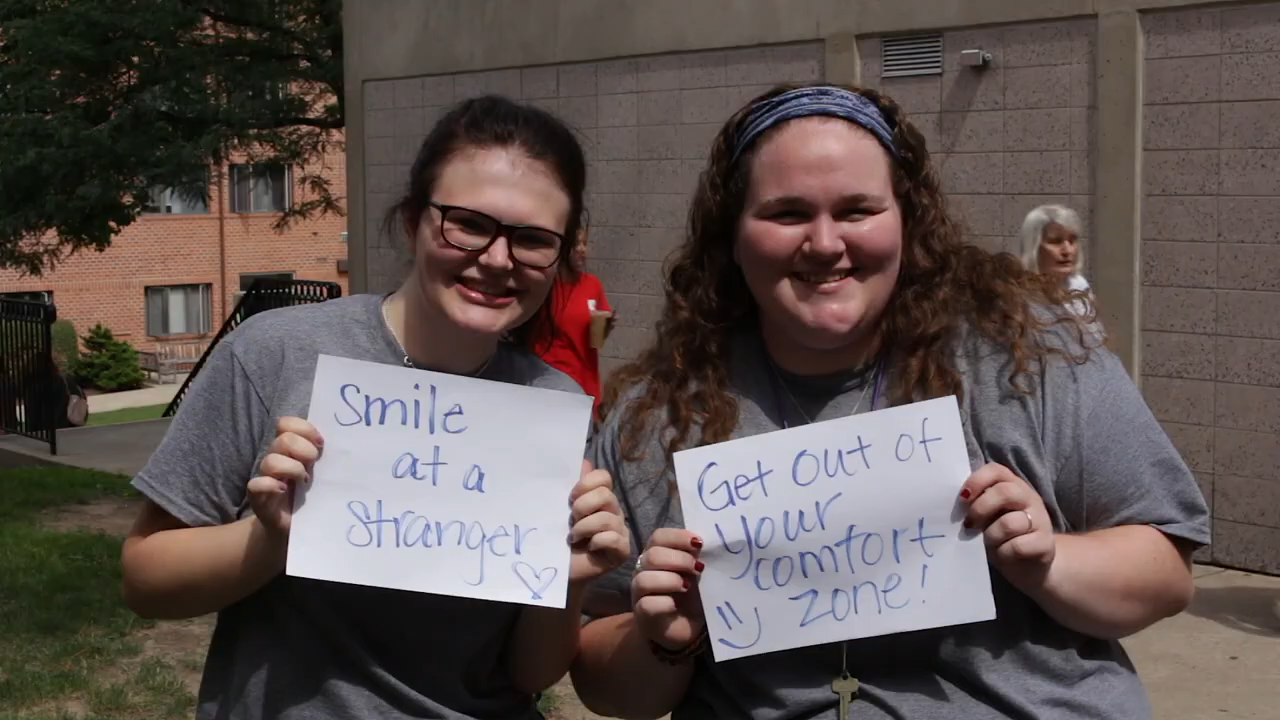 Smile
at a
Stranger
Get out of
your
comfort
zone!